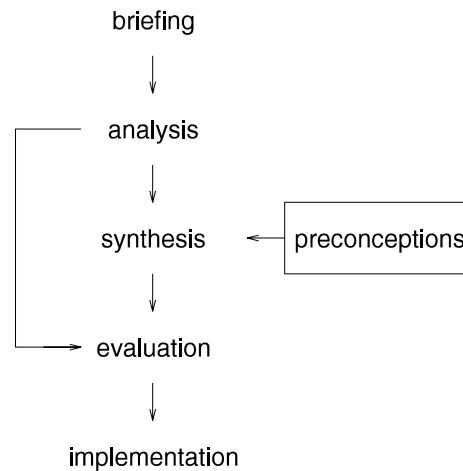 briefing
analysis
synthesis
preconceptions
evaluation
implementation